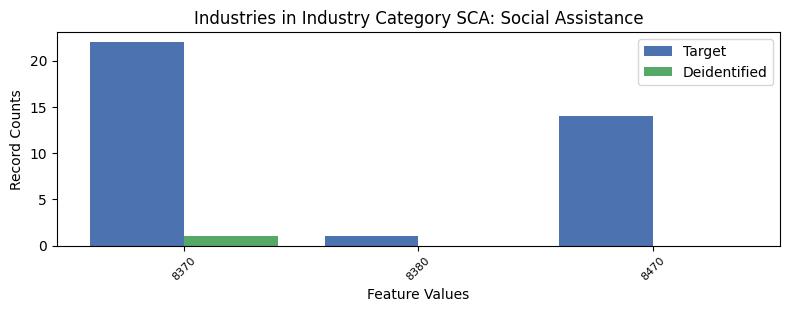 Industries in Industry Category SCA: Social Assistance
Target
Deidentified
Record Counts
20
15
10
5
0
8370
8380
8470
Feature Values